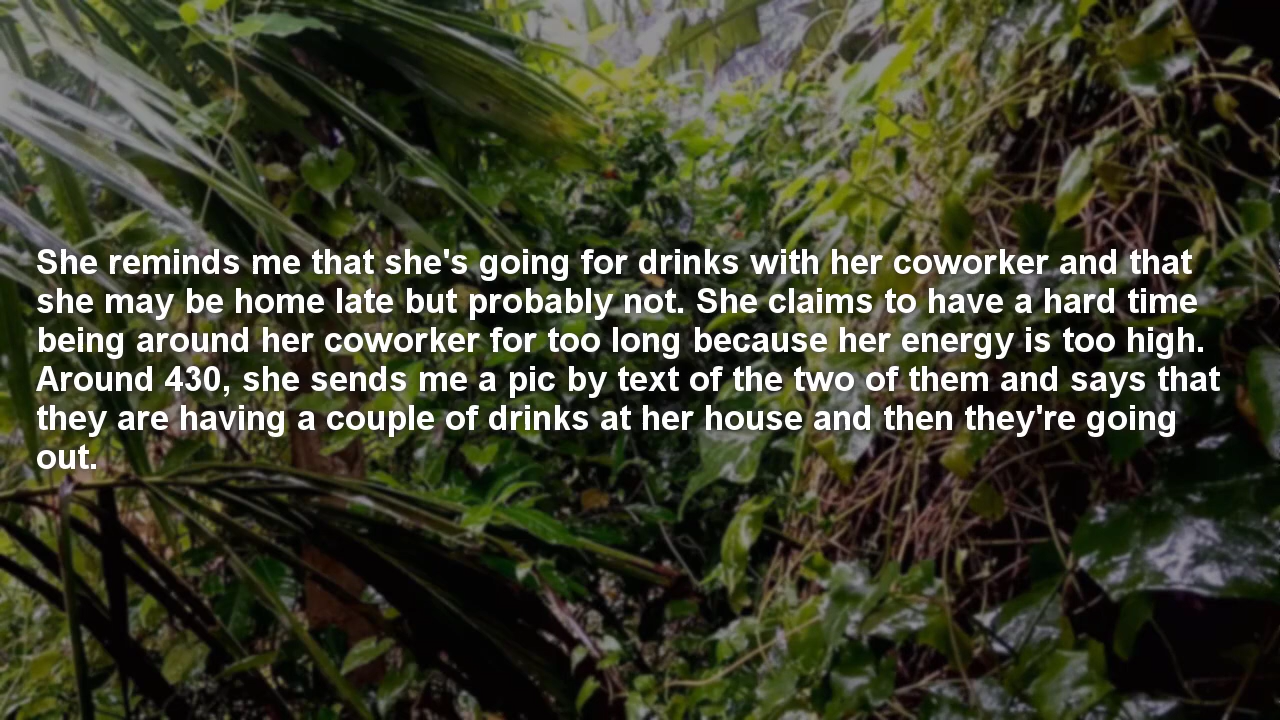 She reminds me that she's going for drinks with her coworker and that
she may be home late but probably not. She claims to have a hard time
being around her coworker for too long because her energy is too high.
Around 430, she sends me a pic by text of the two of them and says that
they are having a couple of drinks at her house and then they're going
out.